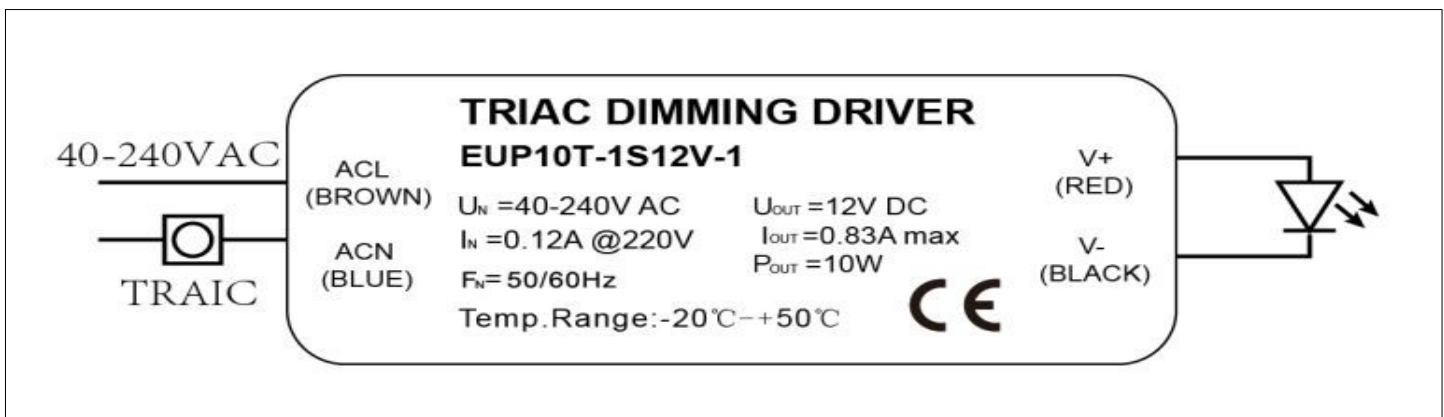 TRIAC DIMMING DRIVER
EUP10T-1S12V-1
40-240VAC
ACL
(BROWN)
ACN
(BLUE)
TRAIC
UN =40-240V AC
IN =0.12A @220V
FN= 50/60Hz
UOUT =12V DC
IOUT =0.83A max
POUT =10W
Temp.Range:-20℃-+50℃
CE
V+
(RED)
V-
(BLACK)